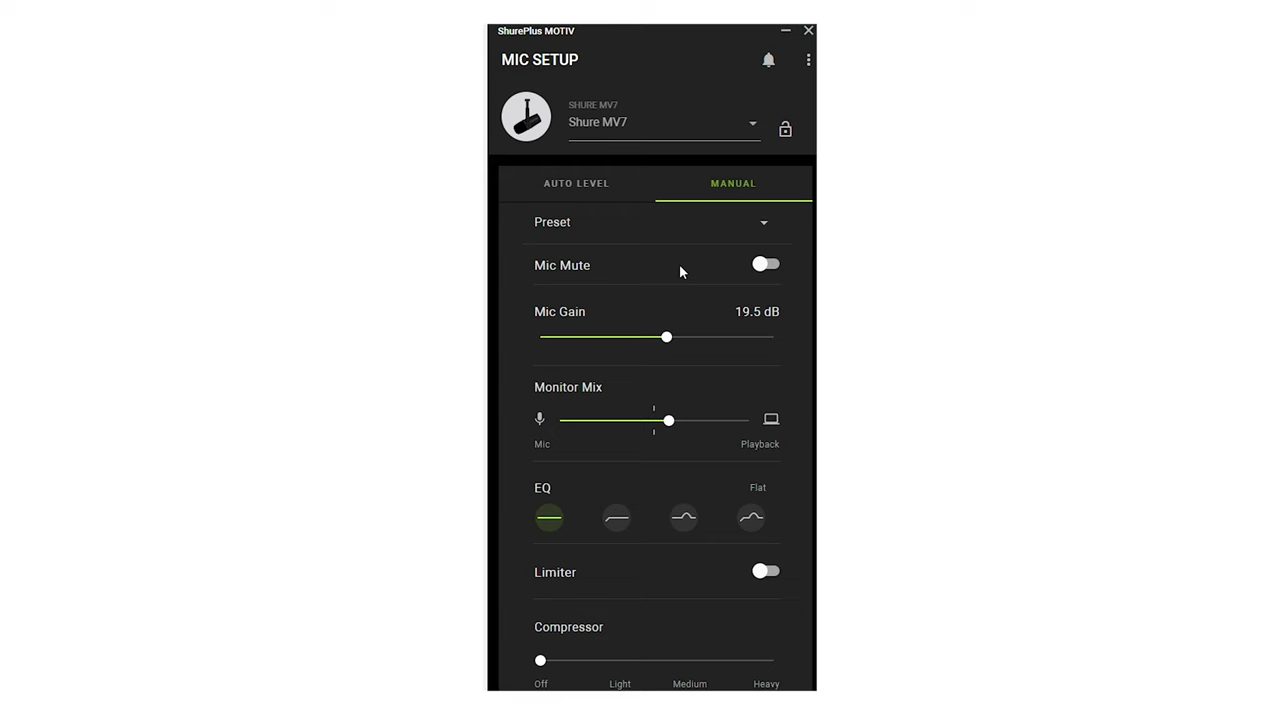 ShurePlus MOTIV
MIC SETUP
SHURE MV7
Shure MV7
AUTO LEVEL MANUAL
Preset
Mic Mute
Mic Gain 19.5 dB
Monitor Mix
Mic Playback
EQ Flat
Limiter
Compressor
Off Light Medium Heavy